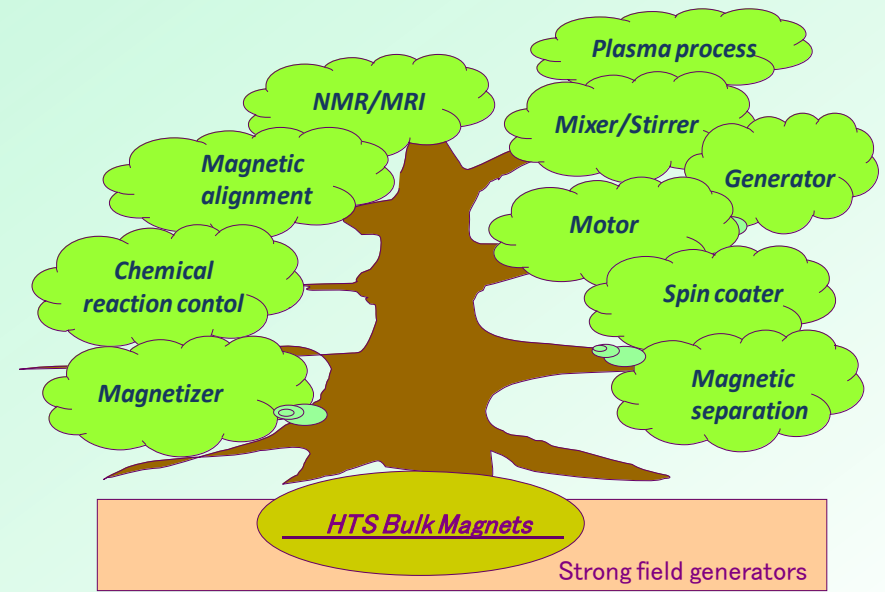 Plasma process
NMR/MRI
Mixer/Stirrer
Magnetic
alignment
Generator
Motor
Chemical
reaction contol
Spin coater
Magnetizer
Magnetic
separation
HTS Bulk Magnets
Strong field generators